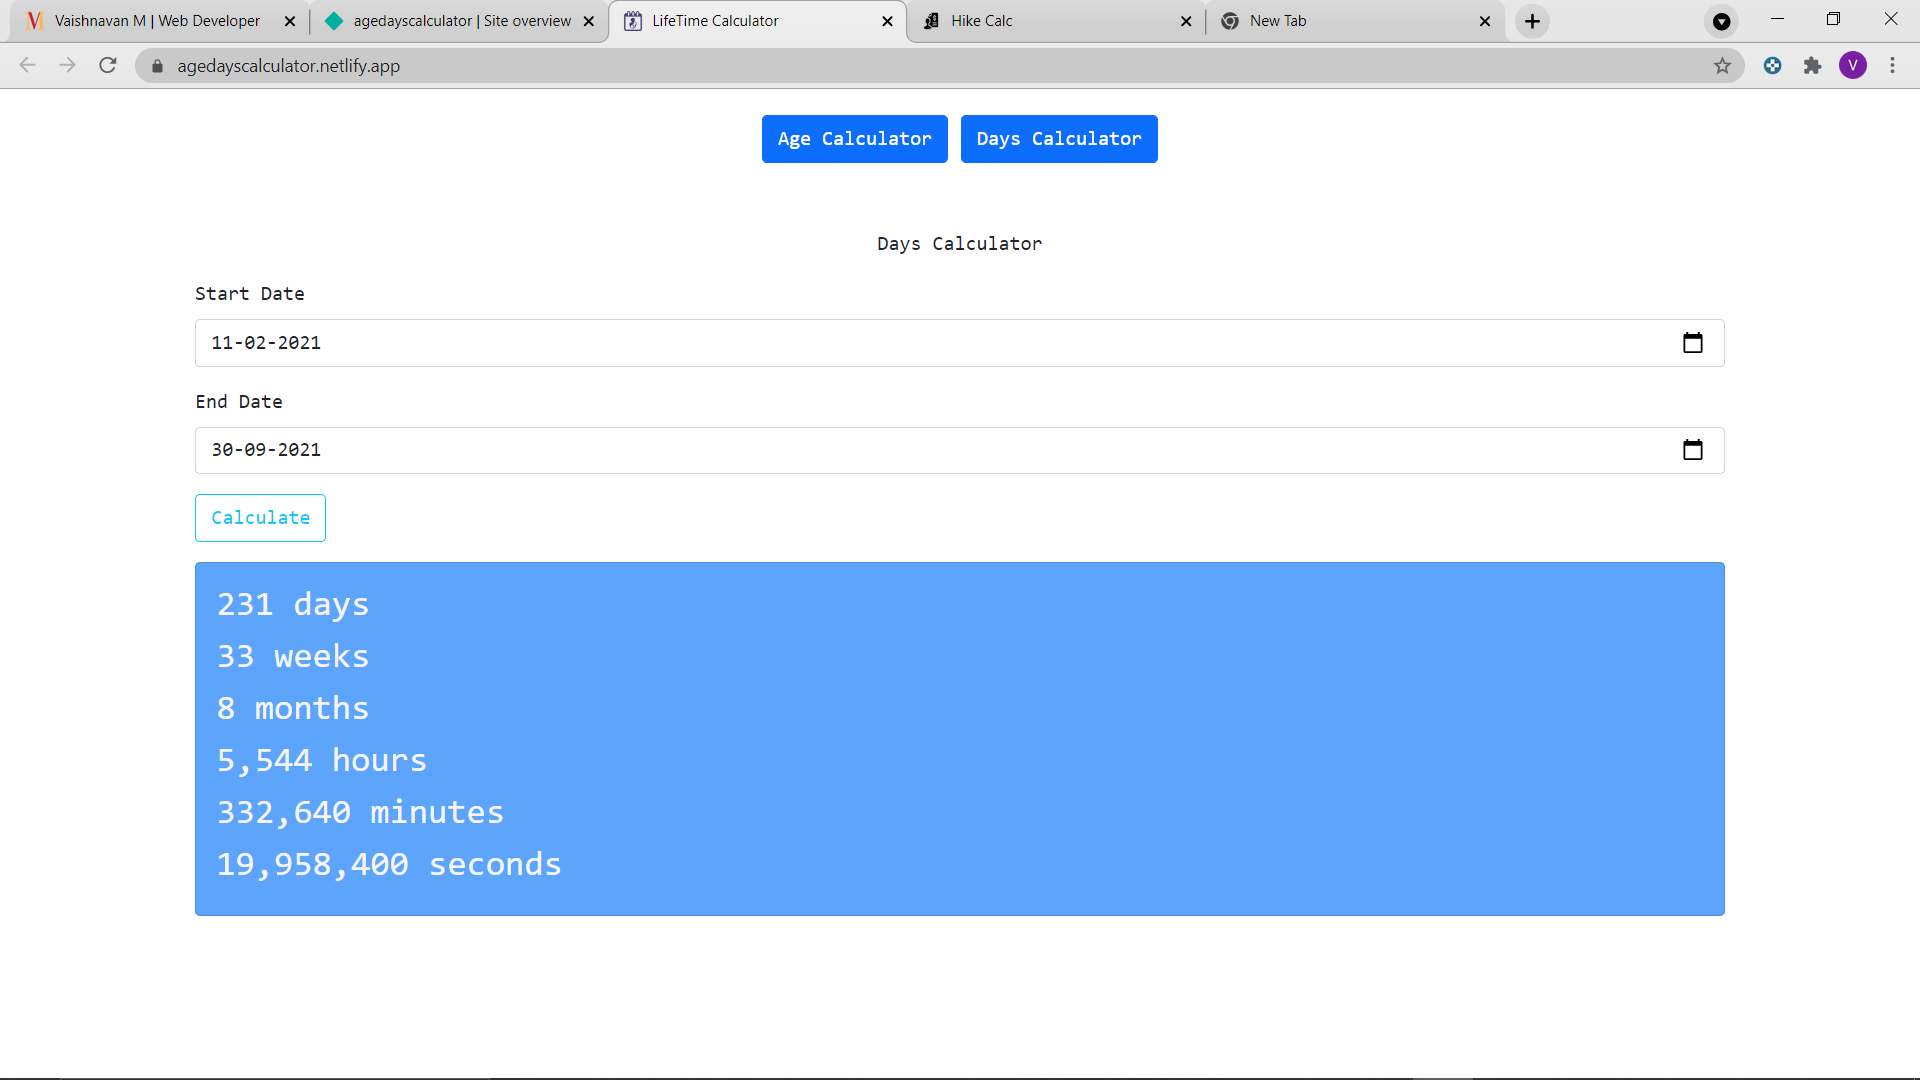 Vaishnavan M | Web Developer
agedayscalculator | Site overview
LifeTime Calculator
Hike Calc
New Tab
agedayscalculator.netlify.app
V
Age Calculator
Days Calculator
Days Calculator
Start Date
11-02-2021
End Date
30-09-2021
Calculate
231 days
33 weeks
8 months
5,544 hours
332,640 minutes
19,958,400 seconds